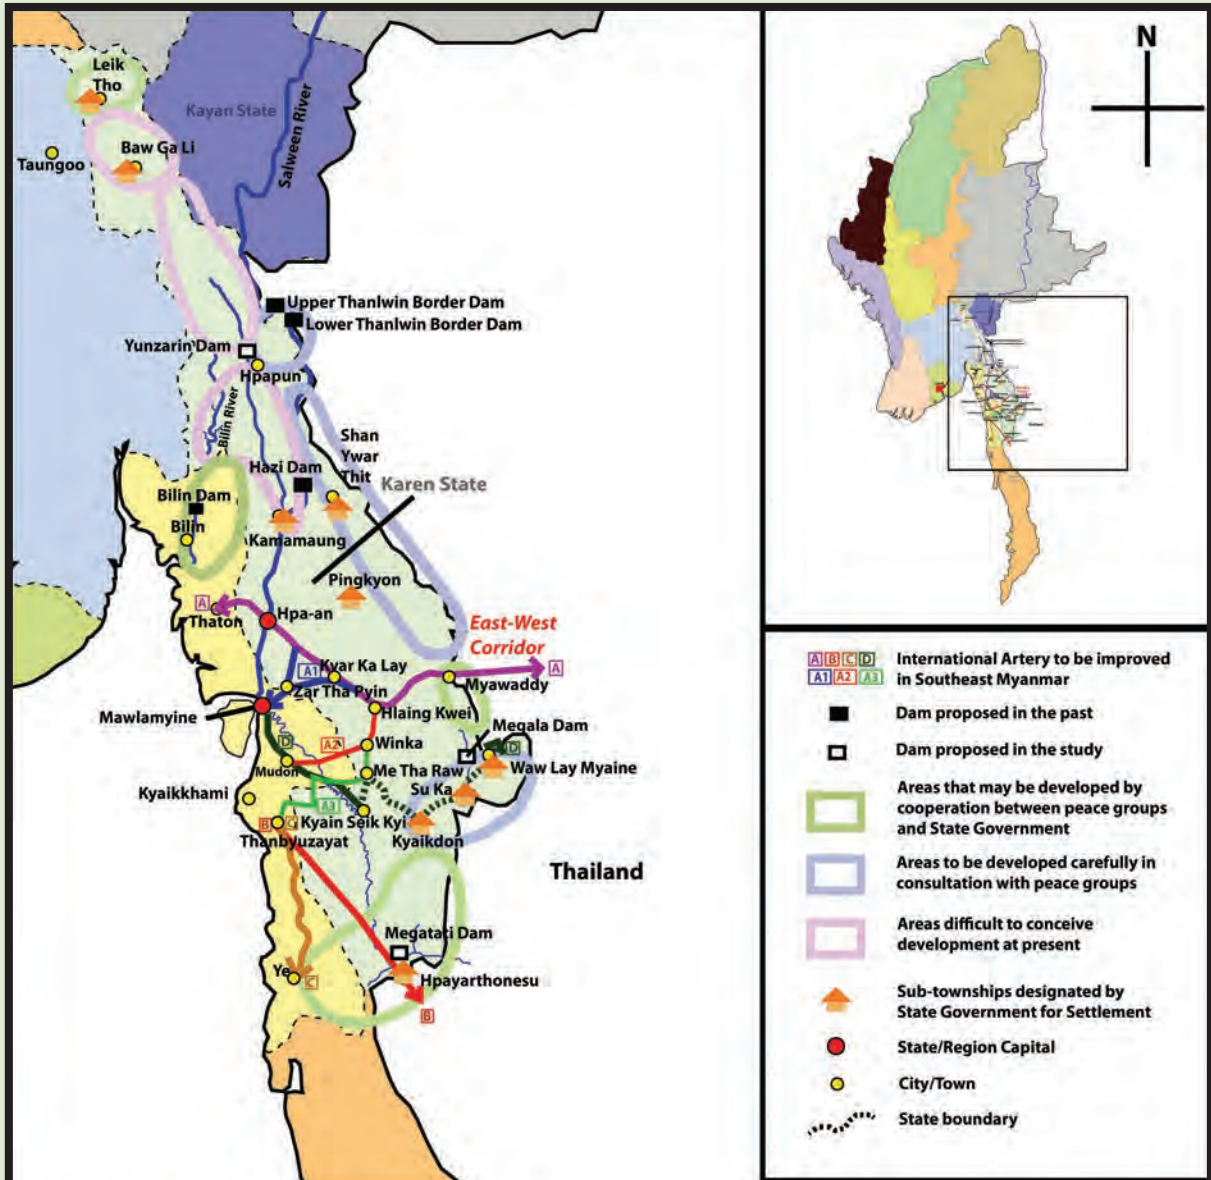 Leik
Tho
Kayan State
Salween River
Baw Ga Li
Taungoo
Upper Thanlwin Border Dam
Lower Thanlwin Border Dam
Yunzarin Dam
Hpapun
Bilin River
Shan
Ywar
Thit
Hazi Dam
Karen State
Bilin Dam
Bilin
Kamamaung
Pingkyon
A
Thaton
Hpa-an
East-West
Corridor
A1
Kyar Ka Lay
A
Zar Tha Pyin
Myawaddy
Mawlamyine
Hlaing Kwei
Megala Dam
D
A2
Winka
D
Mudon
Me Tha Raw
Waw Lay Myaine
Su Ka
Kyaikkhami
A3
B
C
Kyain Seik Kyi
Thanbyuzayat
Kyaikdon
Thailand
Megatati Dam
Ye
C
Hpayarthonesu
B
N
A B C D
A1 A2 A3
International Artery to be improved
in Southeast Myanmar
Dam proposed in the past
Dam proposed in the study
Areas that may be developed by
cooperation between peace groups
and State Government
Areas to be developed carefully in
consultation with peace groups
Areas difficult to conceive
development at present
Sub-townships designated by
State Government for Settlement
State/Region Capital
City/Town
State boundary